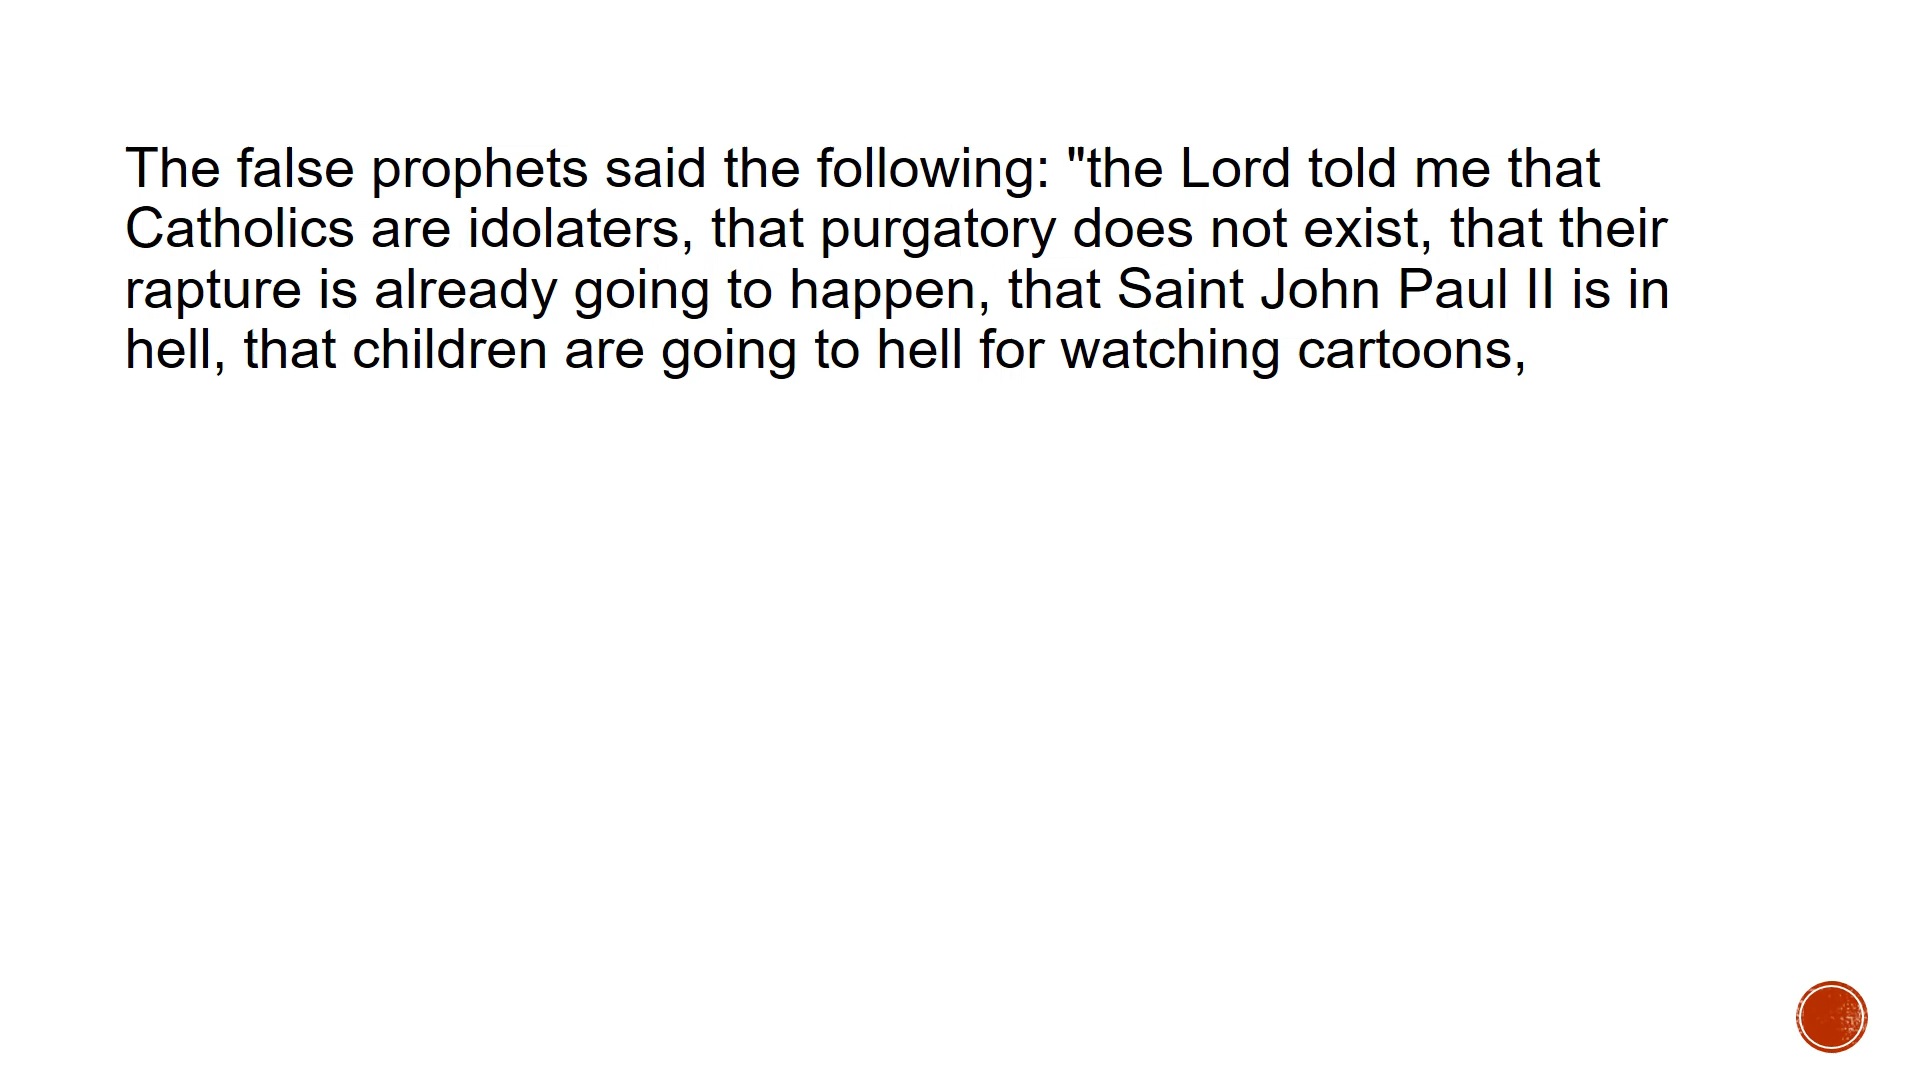 The false prophets said the following: "the Lord told me that
Catholics are idolaters, that purgatory does not exist, that their
rapture is already going to happen, that Saint John Paul II is in
hell, that children are going to hell for watching cartoons,